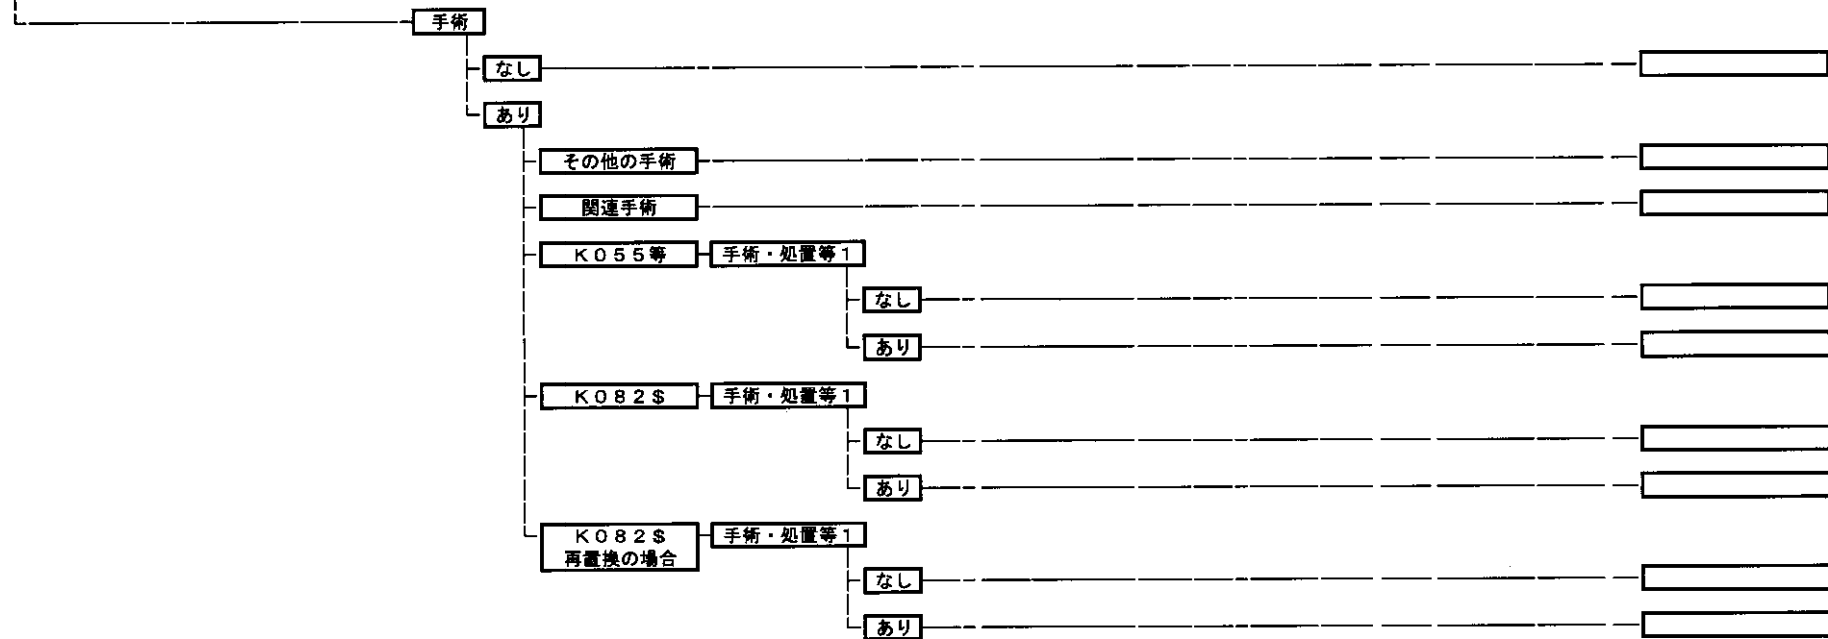 手術
なし
あり
その他の手術
関連手術
K055等 手術・処置等1
なし
あり
K082$ 手術・処置等1
なし
あり
K082$ 手術・処置等1
再置換の場合
なし
あり